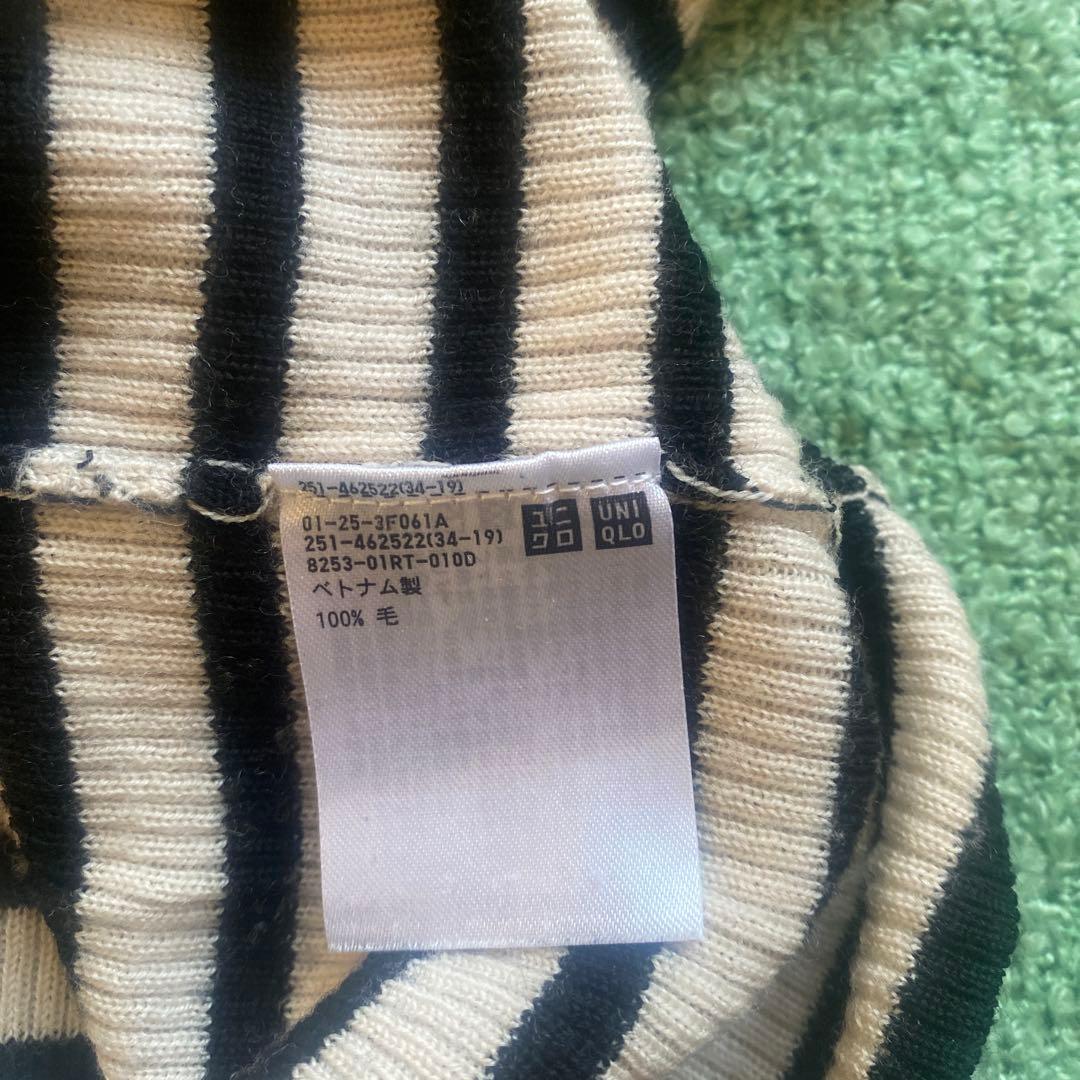 251-462522(34-19)
01-25-3F061A
251-462522(34-19)
8253-01RT-010D
ベトナム製
100% 毛
ユニ
クロ
UNI
QLO